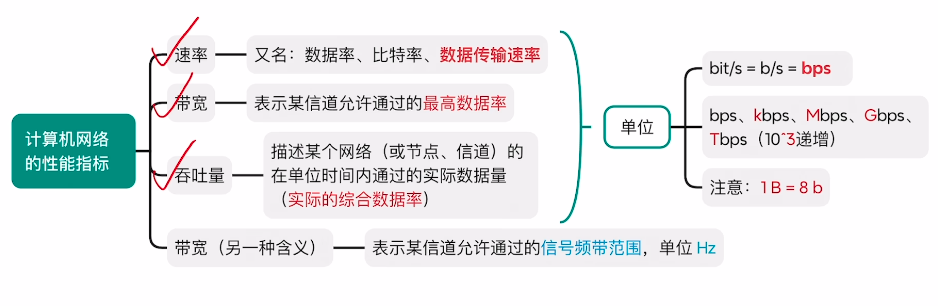 计算机网络
的性能指标
速率
又名：数据率、比特率、数据传输速率
带宽
表示某信道允许通过的最高数据率
吞吐量
描述某个网络（或节点、信道）的
在单位时间内通过的实际数据量
（实际的综合数据率）
带宽（另一种含义）
表示某信道允许通过的信号频带范围，单位 Hz
单位
bit/s = b/s = bps
bps、kbps、Mbps、Gbps、
Tbps（10^3递增）
注意：1 B = 8 b